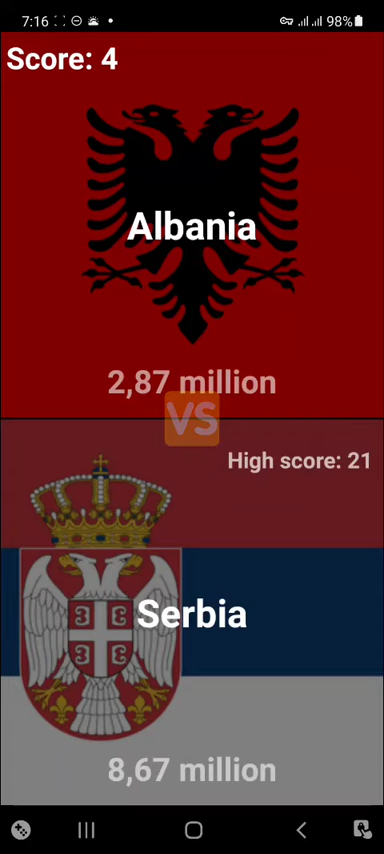 7:16
98%
Score: 4
Albania
2,87 million
VS
High score: 21
Serbia
8,67 million